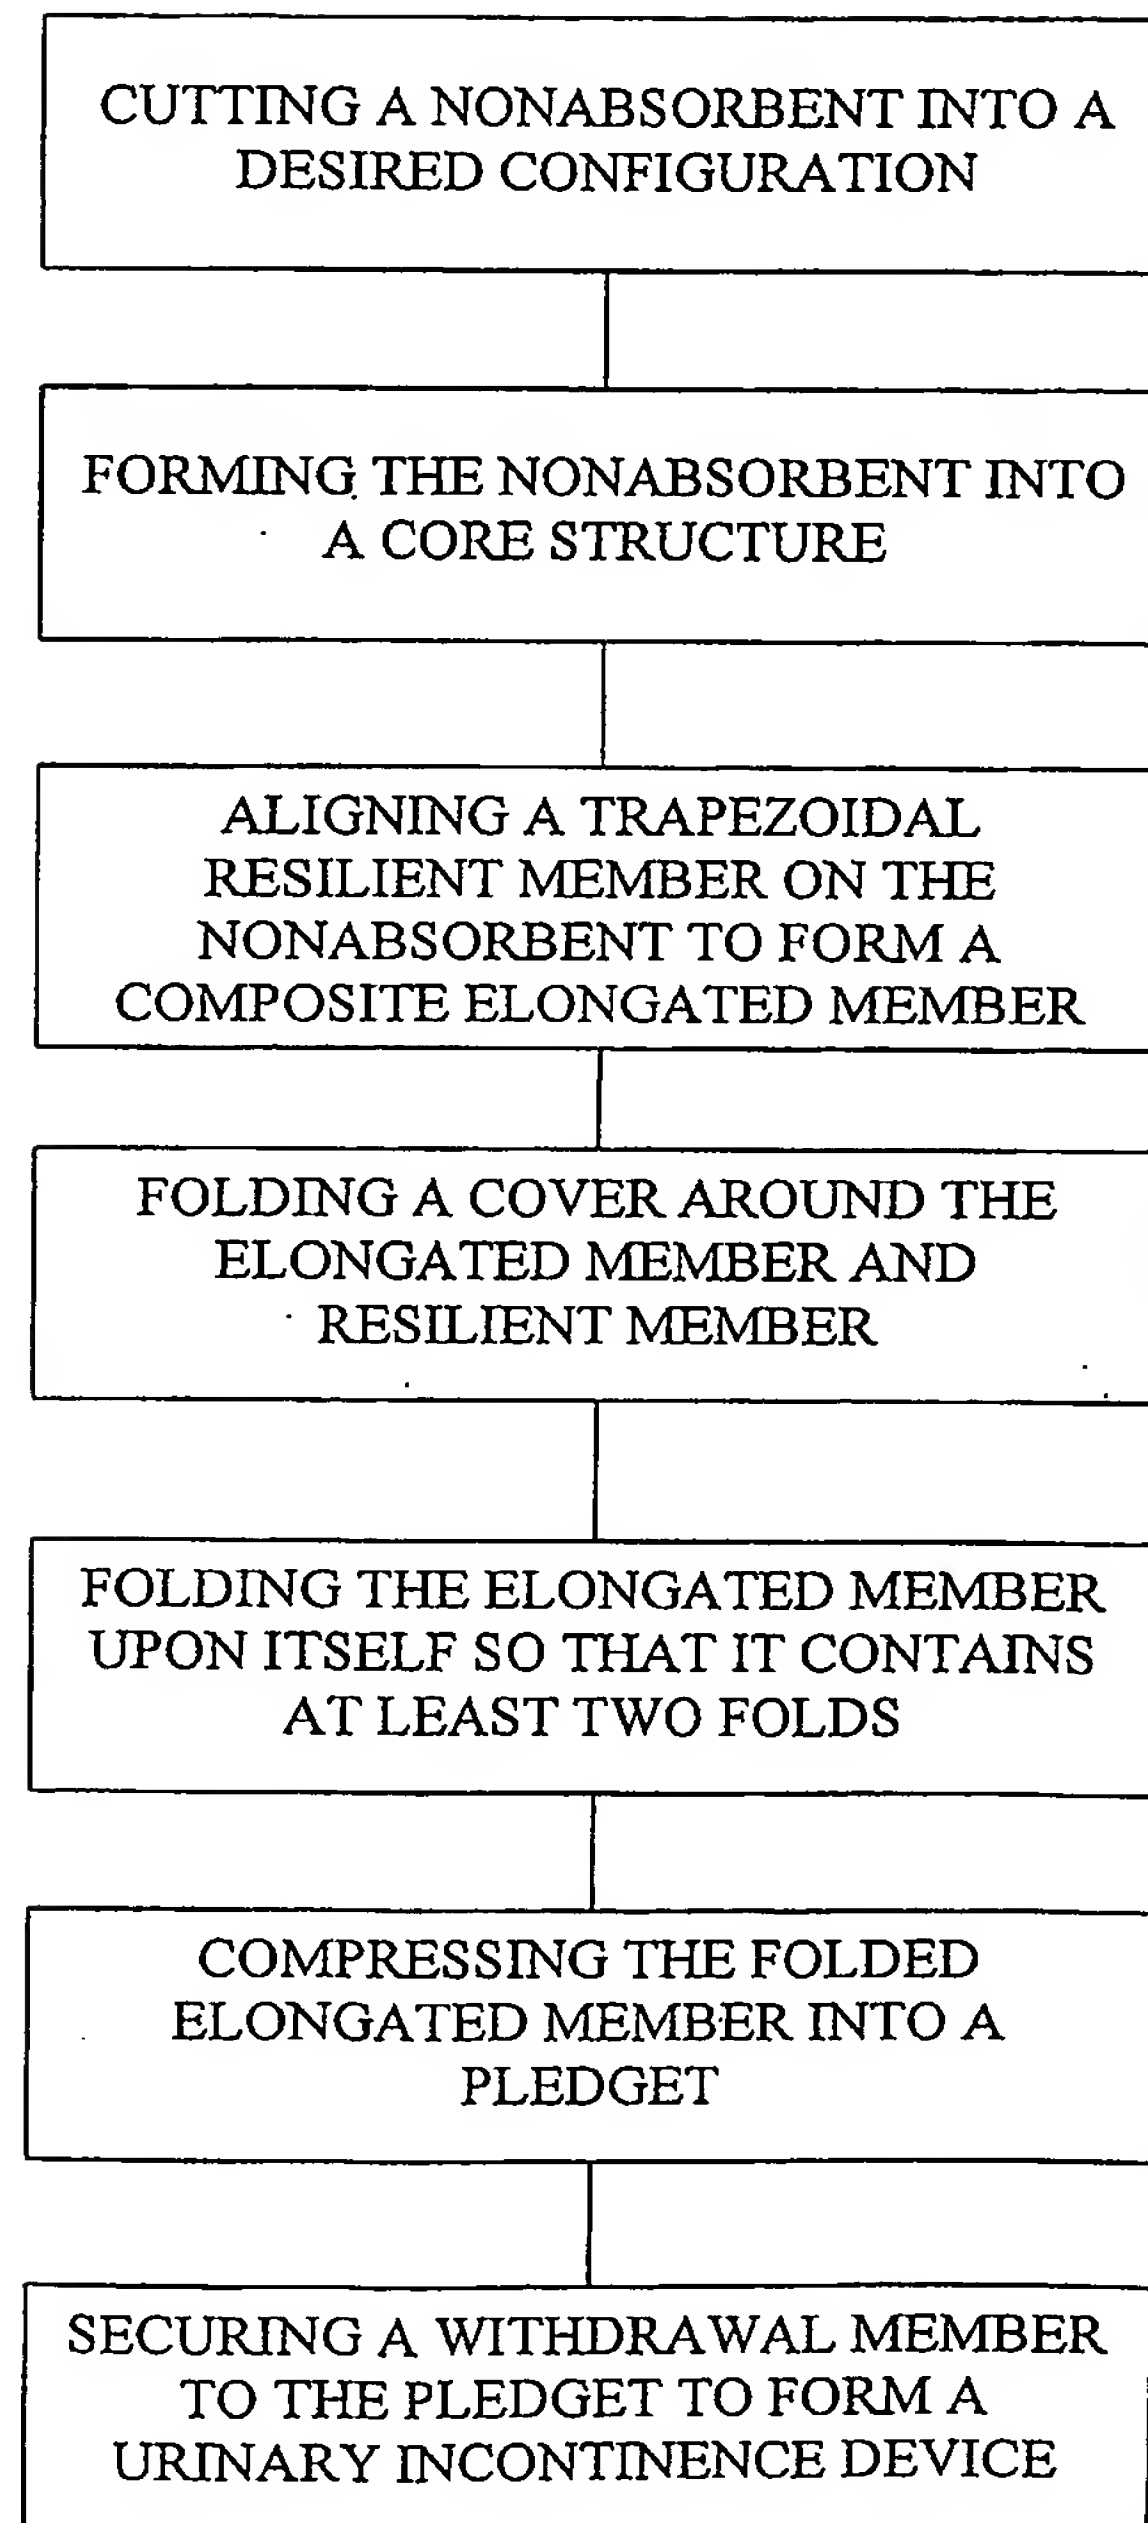 CUTTING A NONABSORBENT INTO A
DESIRED CONFIGURATION
FORMING THE NONABSORBENT INTO
A CORE STRUCTURE
ALIGNING A TRAPEZOIDAL
RESILIENT MEMBER ON THE
NONABSORBENT TO FORM A
COMPOSITE ELONGATED MEMBER
FOLDING A COVER AROUND THE
ELONGATED MEMBER AND
RESILIENT MEMBER
FOLDING THE ELONGATED MEMBER
UPON ITSELF SO THAT IT CONTAINS
AT LEAST TWO FOLDS
COMPRESSING THE FOLDED
ELONGATED MEMBER INTO A
PLEDGET
SECURING A WITHDRAWAL MEMBER
TO THE PLEDGET TO FORM A
URINARY INCONTINENCE DEVICE